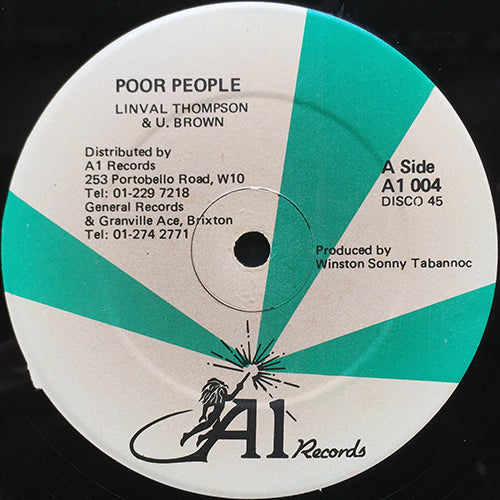 POOR PEOPLE
LINVAL THOMPSON
& U. BROWN
Distributed by
A1 Records
253 Portobello Road, W10
Tel: 01-229 7218
General Records
& Granville Ace, Brixton
Tel: 01-274 2771
A Side
A1 004
DISCO 45
Produced by
Winston Sonny Tabannoc
A1 Records